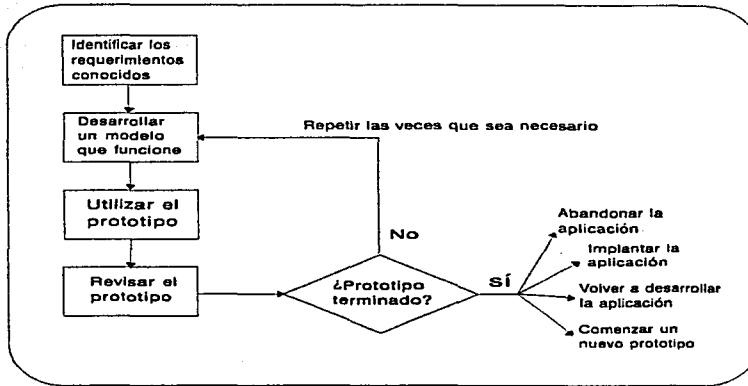 Identificar los
requerimientos
conocidos
Desarrollar
un modelo
que funcione
Repetir las veces que sea necesario
Utilizar el
prototipo
Revisar el
prototipo
No
¿Prototipo
terminado?
SÍ
Abandonar la
aplicación
Implantar la
aplicación
Volver a desarrollar
la aplicación
Comenzar un
nuevo prototipo